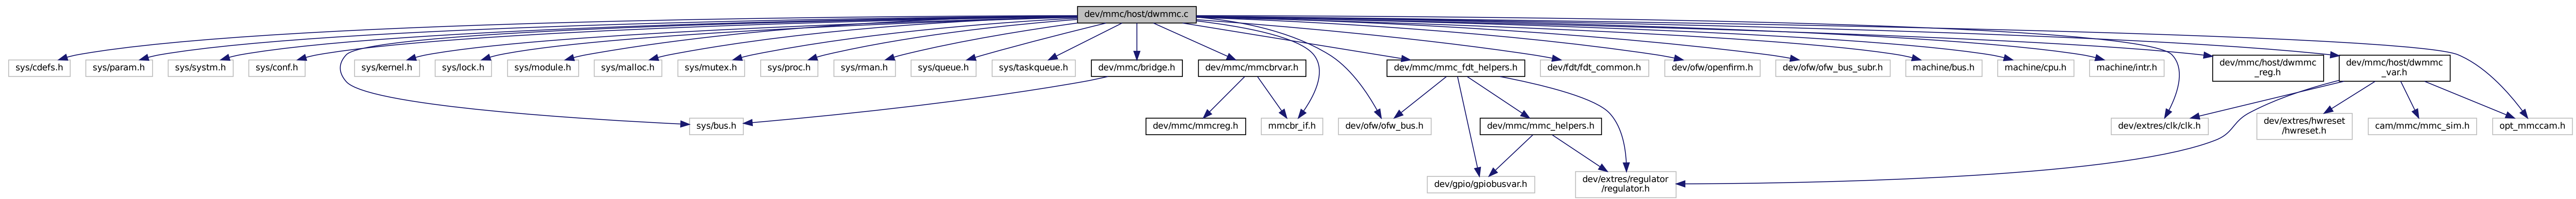 dev/mmc/host/dwmmc.c
sys/cdefs.h
sys/param.h
sys/systm.h
sys/conf.h
sys/kernel.h
sys/lock.h
sys/module.h
sys/malloc.h
sys/mutex.h
sys/proc.h
sys/rman.h
sys/queue.h
sys/taskqueue.h
dev/mmc/bridge.h
dev/mmc/mmcbrvar.h
dev/mmc/mmc_fdt_helpers.h
dev/fdt/fdt_common.h
dev/ofw/openfirm.h
dev/ofw/ofw_bus_subr.h
machine/bus.h
machine/cpu.h
machine/intr.h
dev/mmc/host/dwmmc
_reg.h
dev/mmc/host/dwmmc
_var.h
sys/bus.h
dev/mmc/mmcreg.h
mmcbr_if.h
dev/ofw/ofw_bus.h
dev/mmc/mmc_helpers.h
dev/extres/clk/clk.h
dev/extres/hwreset
/hwreset.h
cam/mmc/mmc_sim.h
opt_mmccam.h
dev/gpio/gpiobusvar.h
dev/extres/regulator
/regulator.h